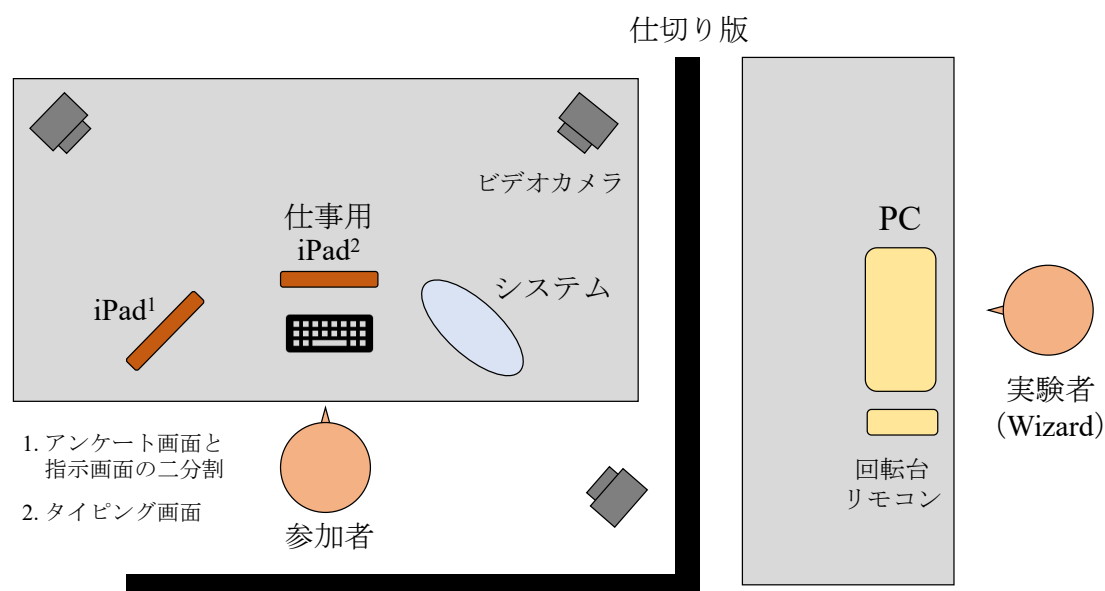 仕切り版
ビデオカメラ
仕事用
iPad²
システム
iPad¹
1. アンケート画面と
指示画面の二分割
2. タイピング画面
参加者
PC
回転台
リモコン
実験者
（Wizard）